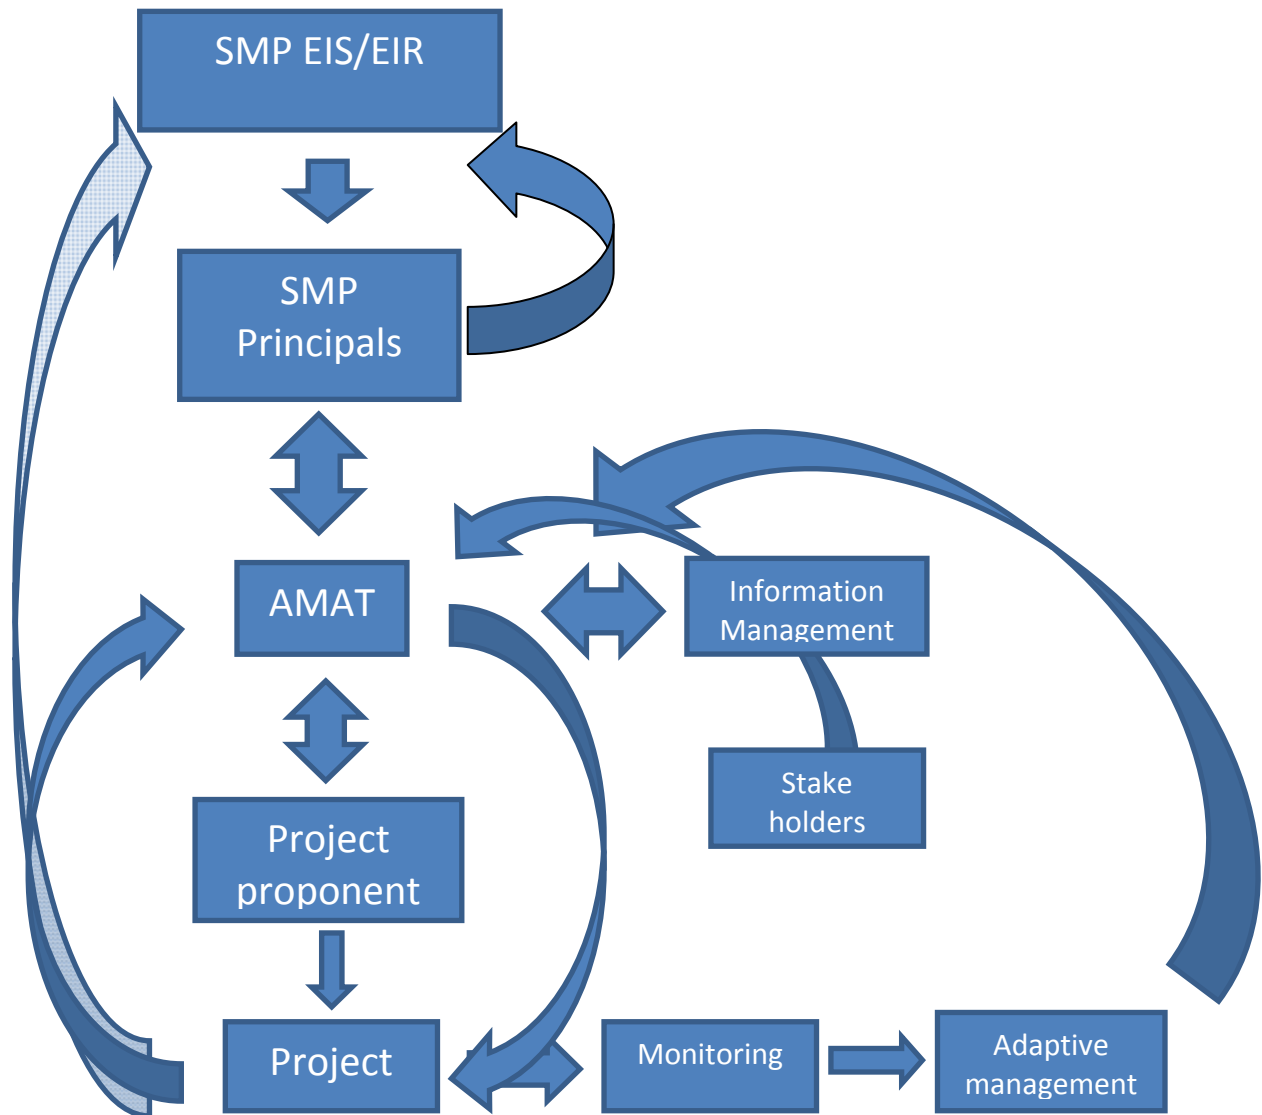 SMP EIS/EIR
SMP
Principals
AMAT
Information
Management
Stake
holders
Project
proponent
Project
Monitoring
Adaptive
management